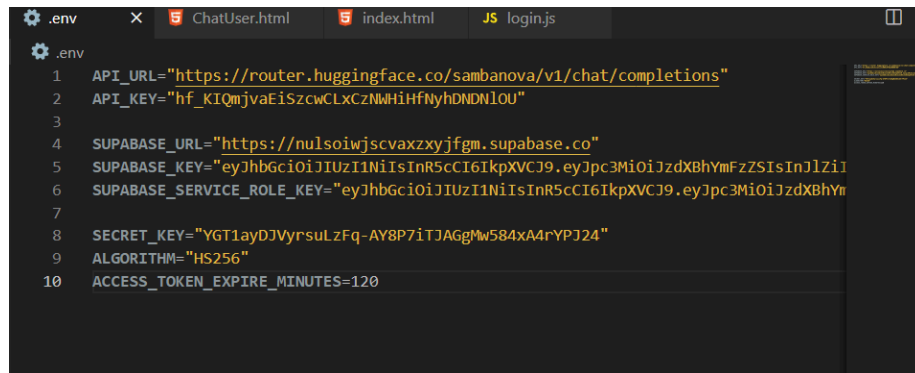 .env
ChatUser.html
index.html
JS login.js
.env
1 API_URL="https://router.huggingface.co/sambanova/v1/chat/completions"
2 API_KEY="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"
3
4 SUPABASE_URL="https://nulsoiwjscvaxzxyjfgm.supabase.co"
5 SUPABASE_KEY="eyJhbGciOiJIUzI1NiIsInR5cCI6IkpXVCJ9.eyJpc3MiOiJzdXBhYmFzZSIsInJlZiI
6 SUPABASE_SERVICE_ROLE_KEY="eyJhbGciOiJIUzI1NiIsInR5cCI6IkpXVCJ9.eyJpc3MiOiJzdXBhYm
7
8 SECRET_KEY="YGT1ayDJVyrsuLzFq-AY8P7iTJAGgMw584xA4rYPJ24"
9 ALGORITHM="HS256"
10 ACCESS_TOKEN_EXPIRE_MINUTES=120